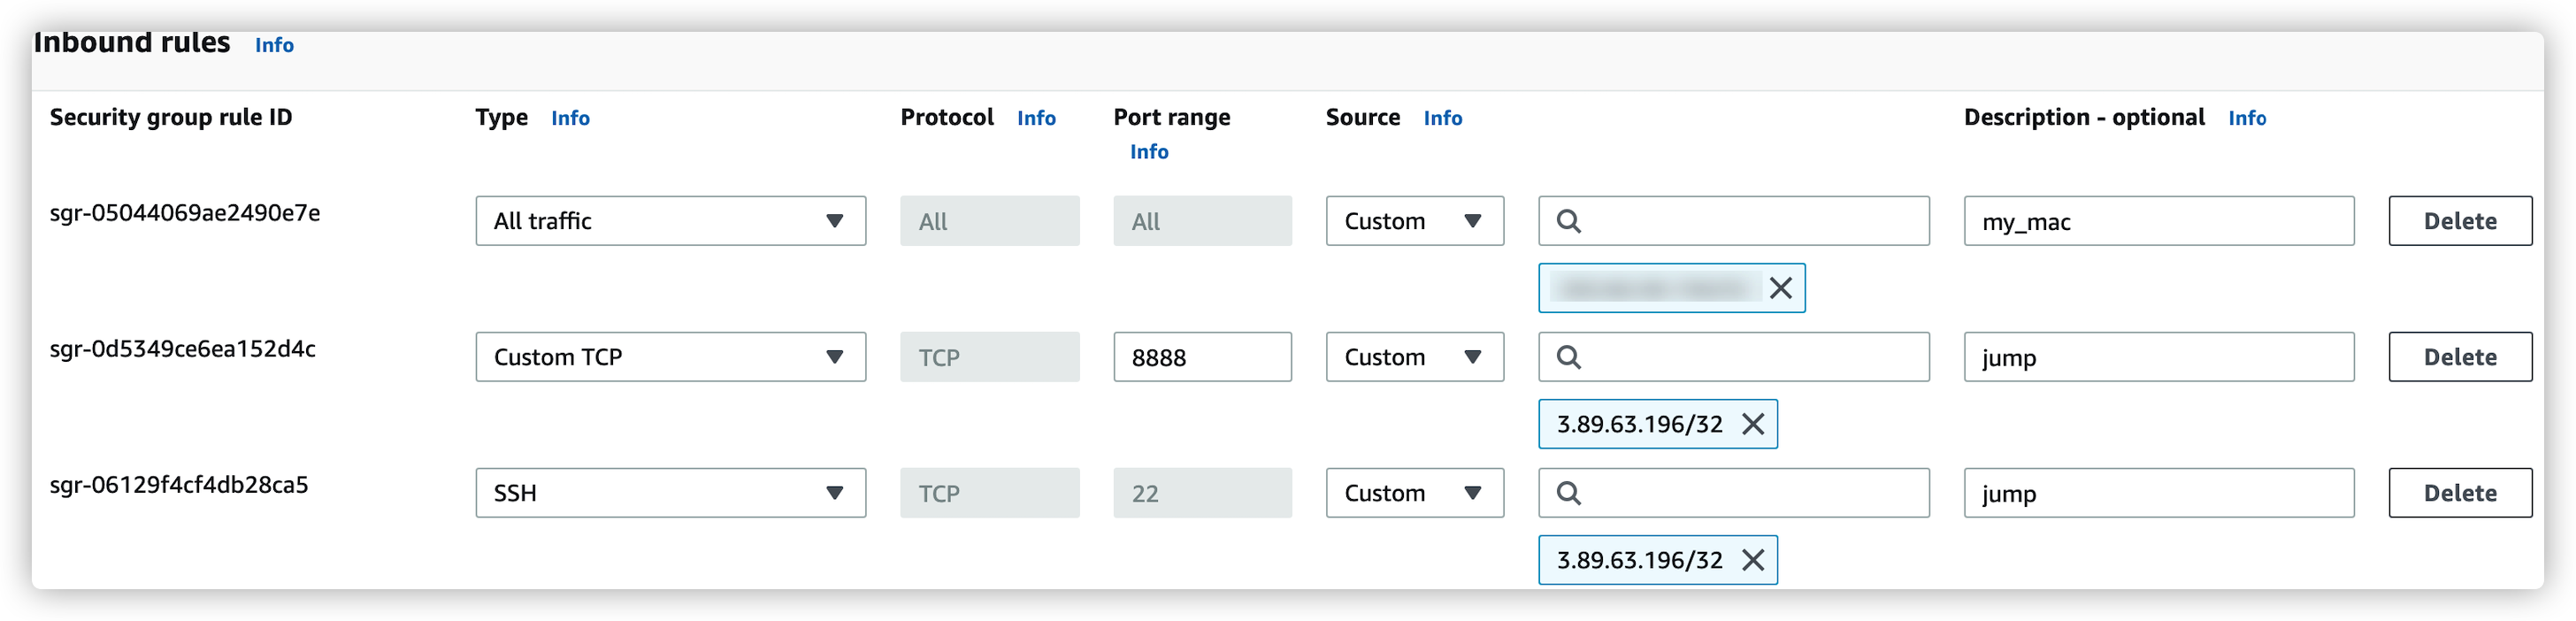 Inbound rules Info
Security group rule ID Type Info Protocol Info Port range Info Source Info Description - optional Info
sgr-05044069ae2490e7e All traffic All All Custom my_mac Delete
sgr-0d5349ce6ea152d4c Custom TCP TCP 8888 Custom jump Delete
3.89.63.196/32
sgr-06129f4cf4db28ca5 SSH TCP 22 Custom jump Delete
3.89.63.196/32